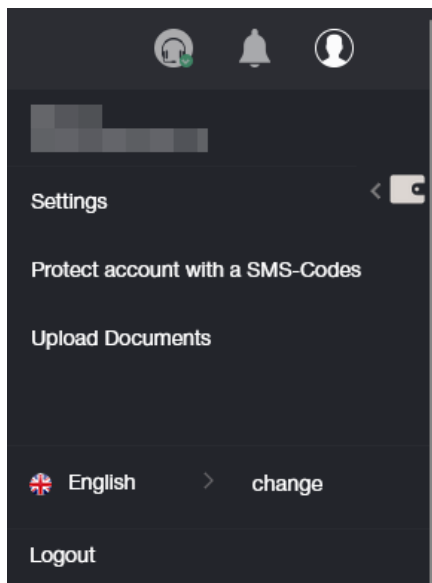 Settings
Protect account with a SMS-Codes
Upload Documents
English > change
Logout